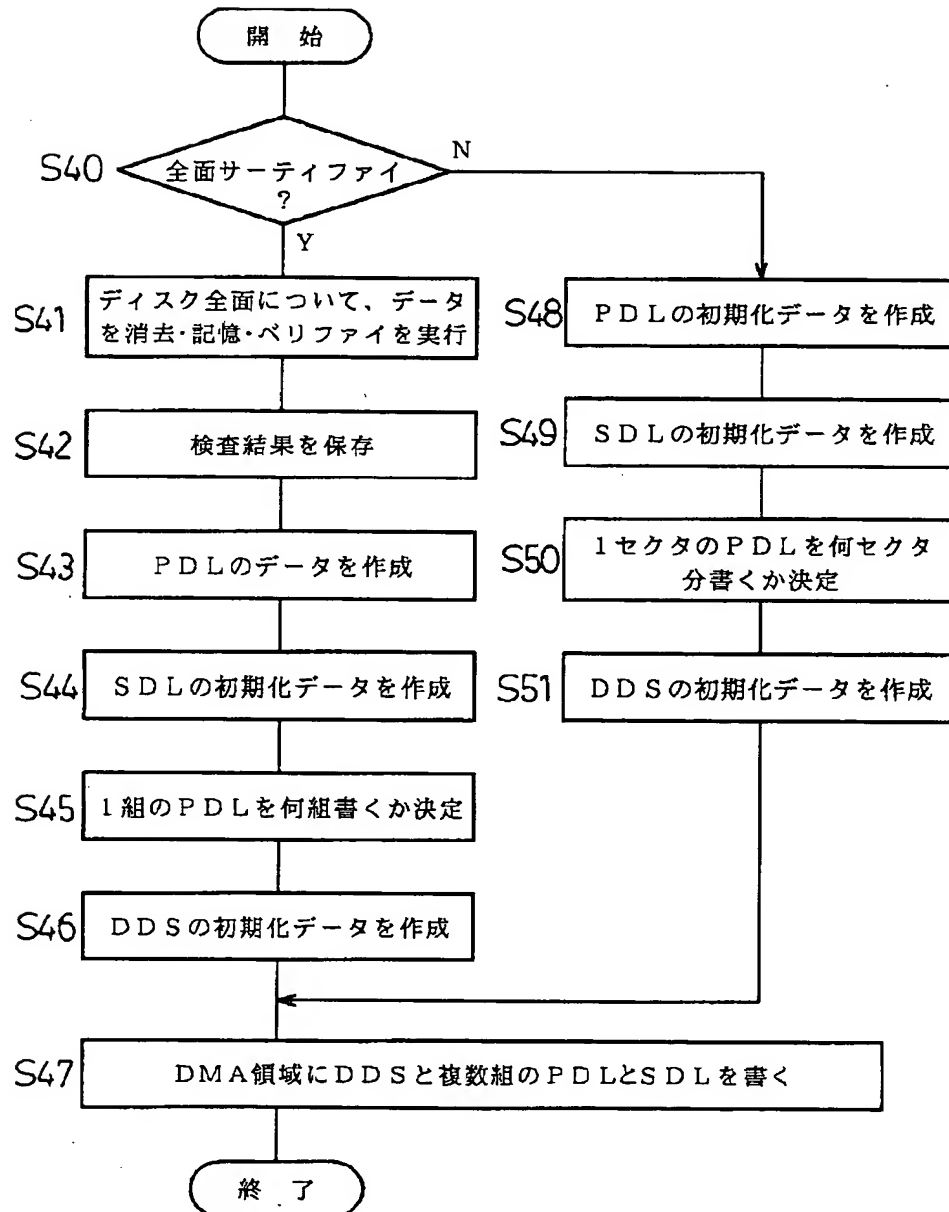 開 始
S40
全面サーティファイ
?
N
Y
S41
ディスク全面について、データ
を消去・記憶・ベリファイを実行
S42
検査結果を保存
S43
PDLのデータを作成
S44
SDLの初期化データを作成
S45
1組のPDLを何組書くか決定
S46
DDSの初期化データを作成
S48
PDLの初期化データを作成
S49
SDLの初期化データを作成
S50
1セクタのPDLを何セクタ
分書くか決定
S51
DDSの初期化データを作成
S47
DMA領域にDDSと複数組のPDLとSDLを書く
終 了